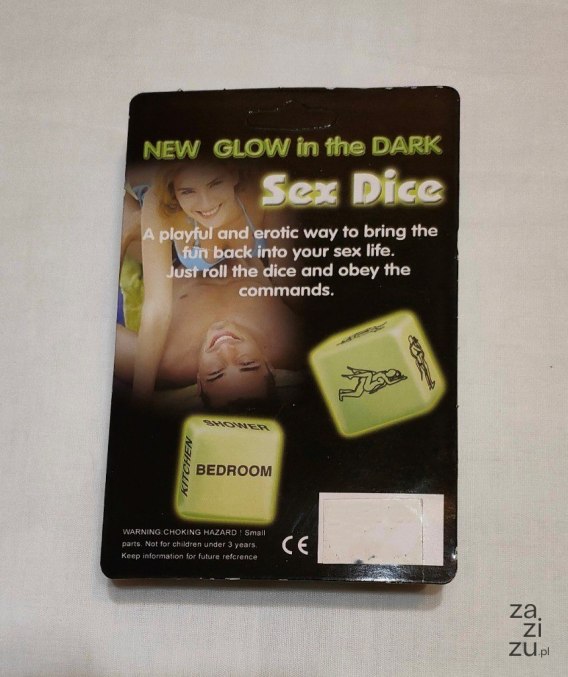 NEW GLOW in the DARK
Sex Dice
A playful and erotic way to bring the
fun back into your sex life.
Just roll the dice and obey the
commands.
SHOWER
KITCHEN
BEDROOM
WARNING CHOKING HAZARD ! Small
parts. Not for children under 3 years.
Keep information for future refcrence
CE
za
zi
zu.pl